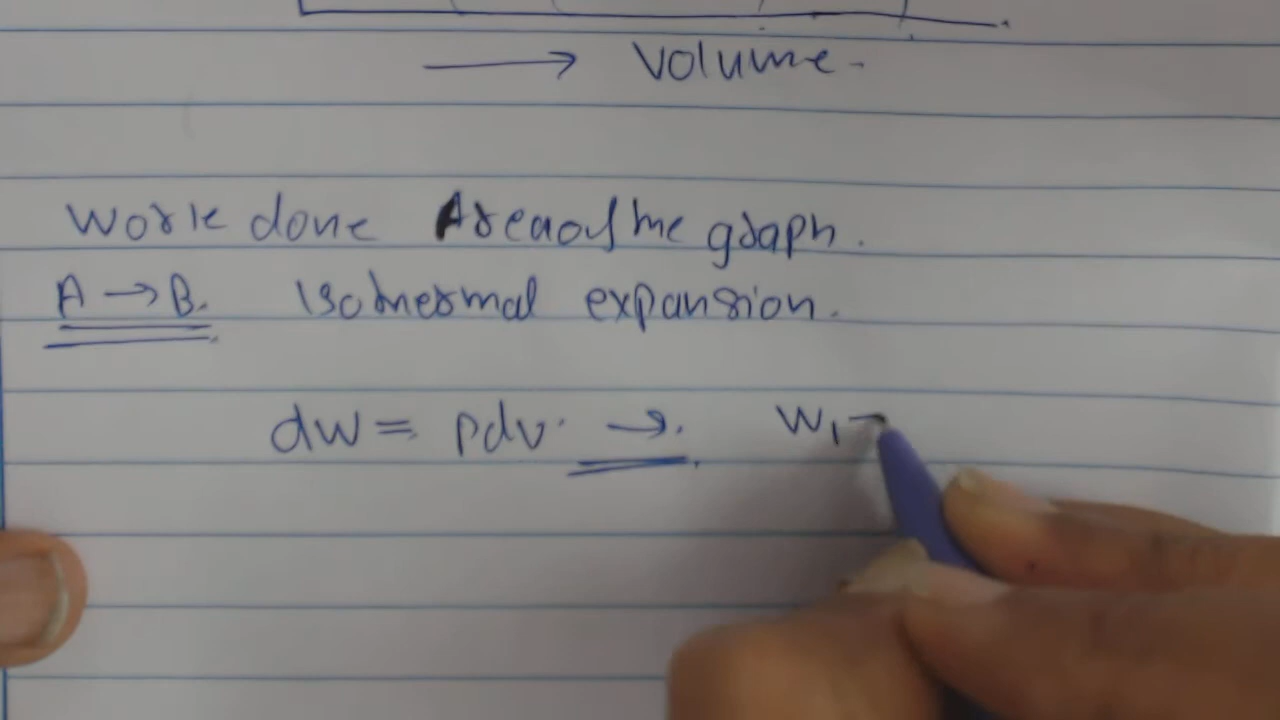 → Volume.
Work done Area of the graph.
A → B. Isothermal expansion.
dw = pdv. →. W₁ -